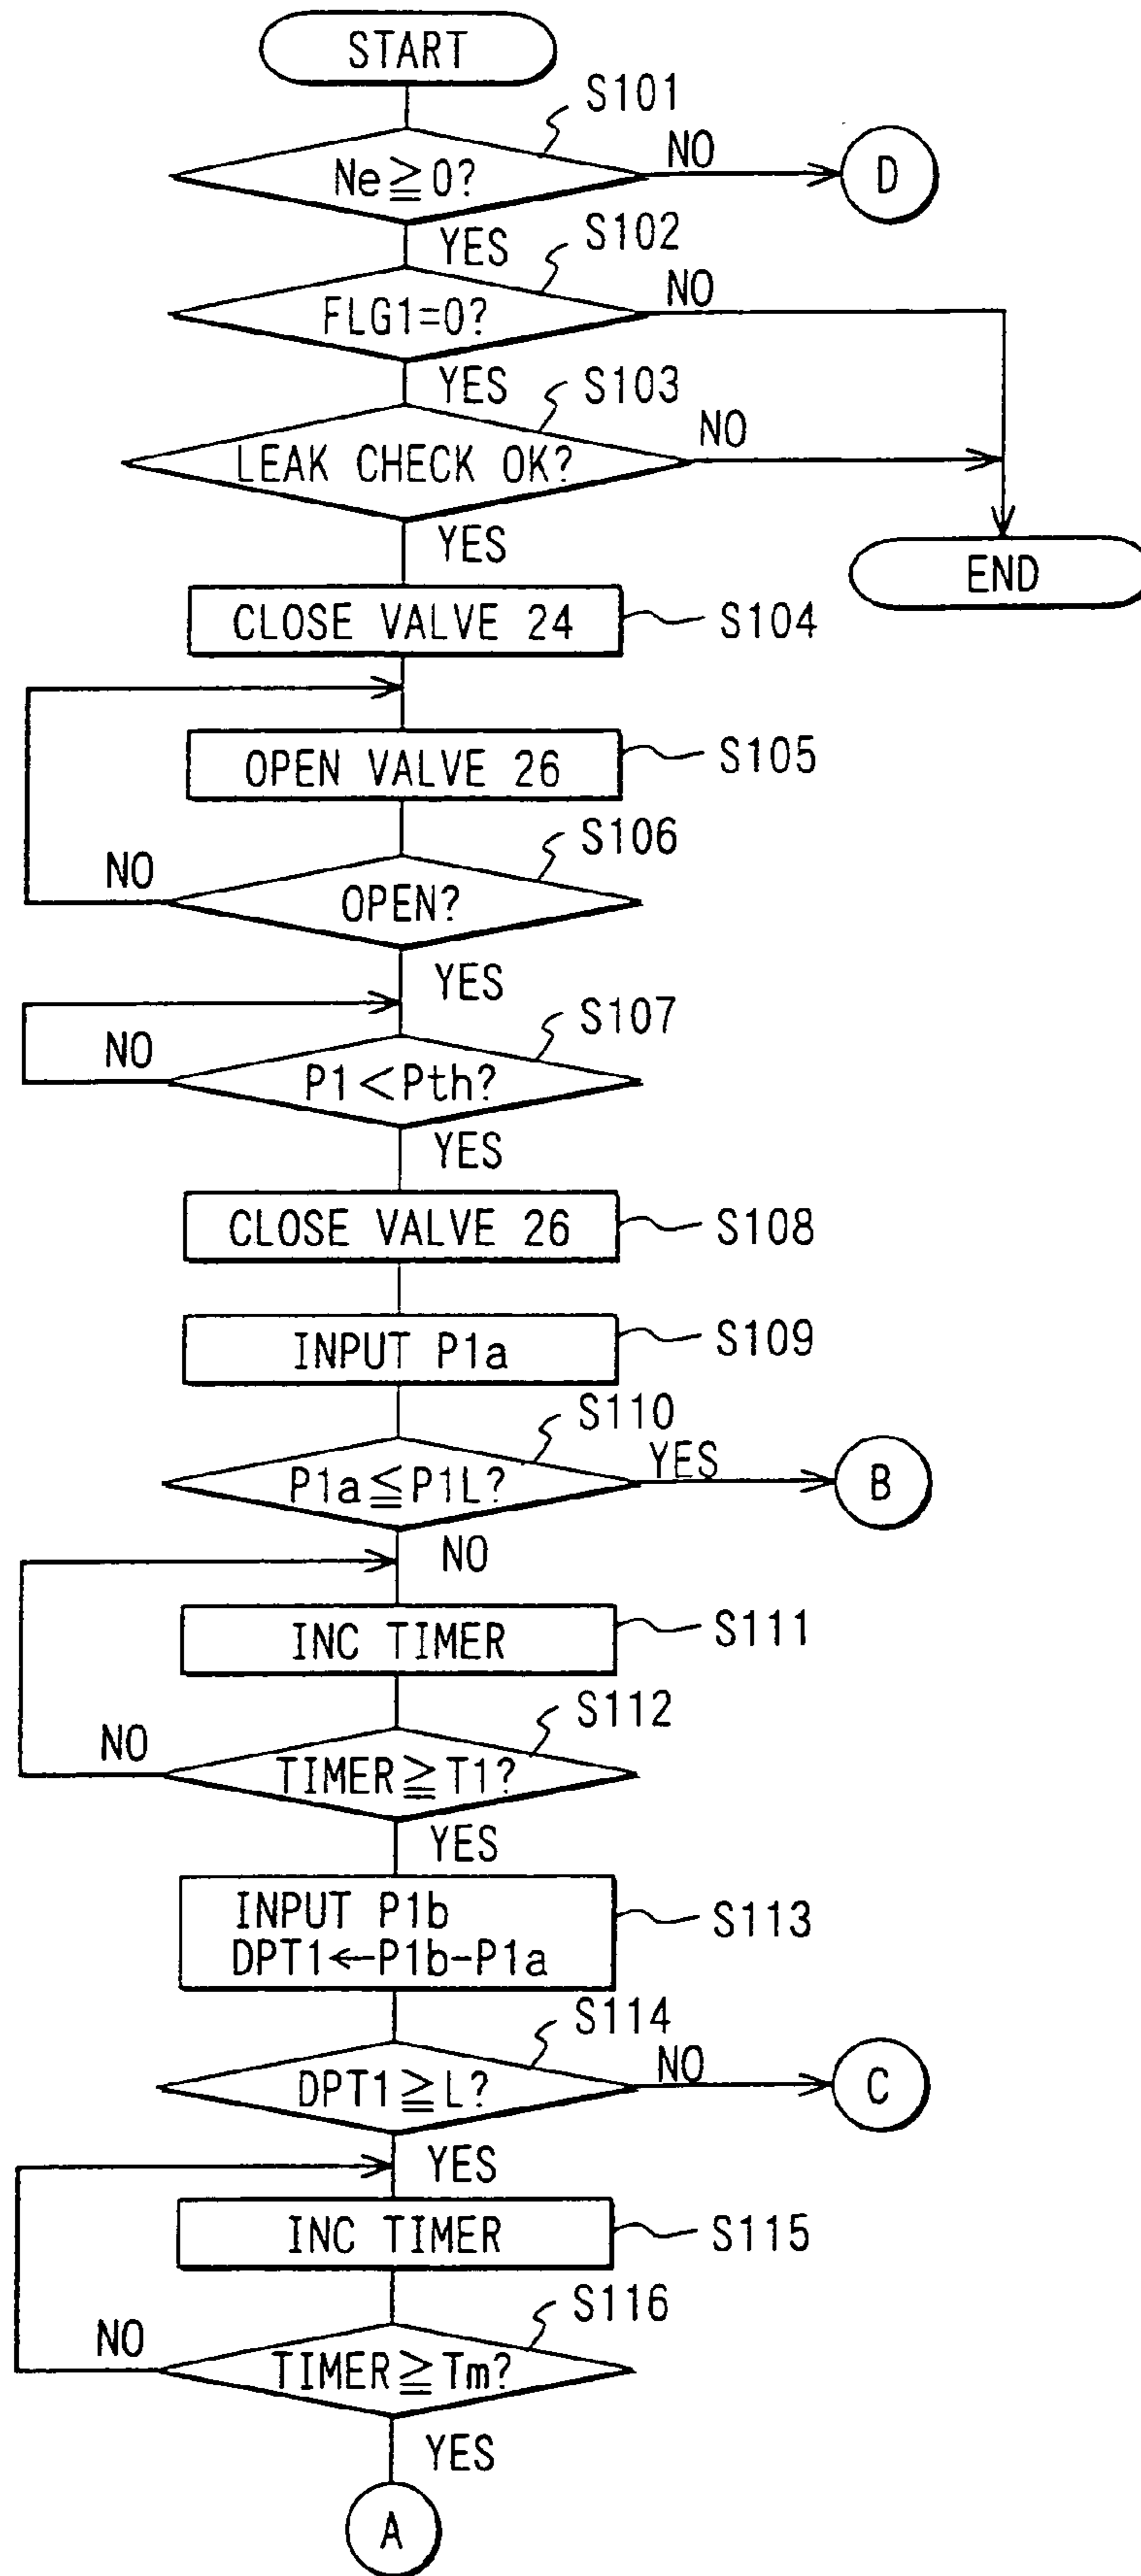 START
S101
Ne≧0?
NO
D
YES
S102
FLG1=0?
NO
YES
S103
LEAK CHECK OK?
NO
YES
END
CLOSE VALVE 24
S104
OPEN VALVE 26
S105
S106
NO
OPEN?
YES
S107
NO
P1<Pth?
YES
CLOSE VALVE 26
S108
INPUT P1a
S109
S110
P1a≦P1L?
YES
B
NO
INC TIMER
S111
S112
NO
TIMER≧T1?
YES
INPUT P1b
DPT1←P1b-P1a
S113
S114
DPT1≧L?
NO
C
YES
INC TIMER
S115
S116
NO
TIMER≧Tm?
YES
A